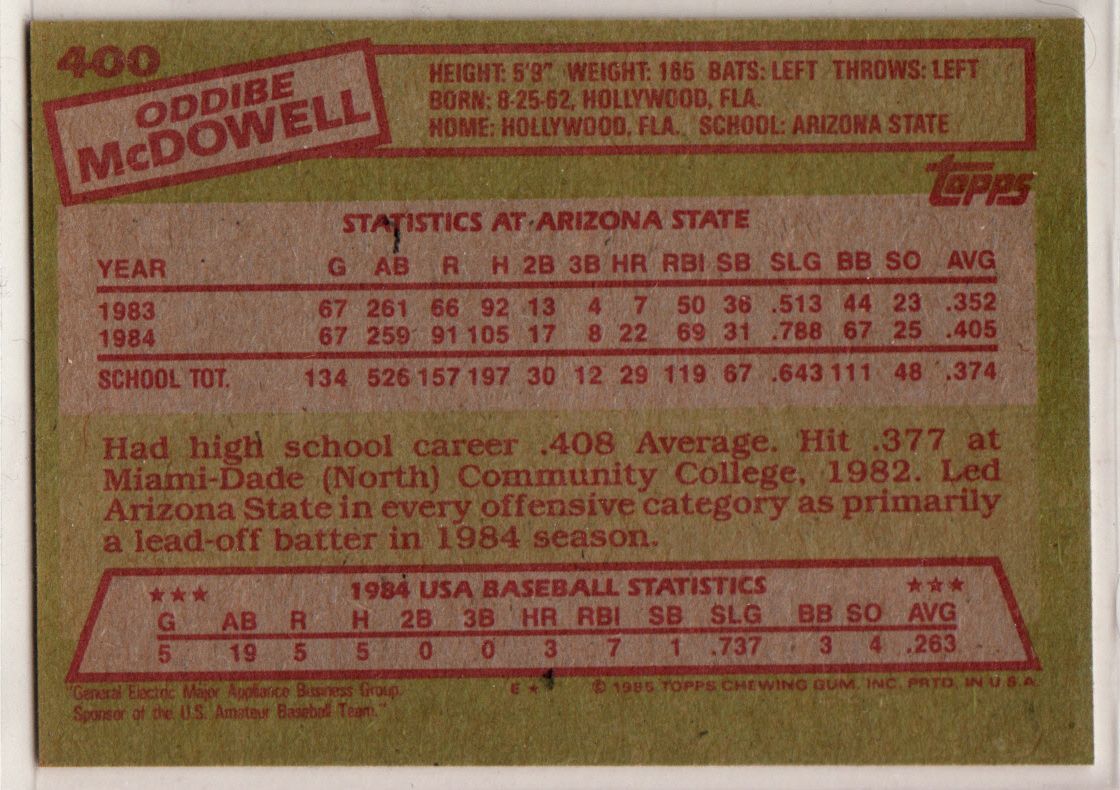 400
ODDIBE
McDOWELL
HEIGHT: 5'9" WEIGHT: 165 BATS: LEFT THROWS: LEFT
BORN: 8-25-62, HOLLYWOOD, FLA.
HOME: HOLLYWOOD, FLA. SCHOOL: ARIZONA STATE
Topps
STATISTICS AT ARIZONA STATE
YEAR G AB R H 2B 3B HR RBI SB SLG BB SO AVG
1983 67 261 66 92 13 4 7 50 36 .513 44 23 .352
1984 67 259 91 105 17 8 22 69 31 .788 67 25 .405
SCHOOL TOT. 134 526 157 197 30 12 29 119 67 .643 111 48 .374
Had high school career .408 Average. Hit .377 at
Miami-Dade (North) Community College, 1982. Led
Arizona State in every offensive category as primarily
a lead-off batter in 1984 season.
★★★ 1984 USA BASEBALL STATISTICS ★★★
G AB R H 2B 3B HR RBI SB SLG BB SO AVG
5 19 5 5 0 0 3 7 1 .737 3 4 .263
"General Electric Major Appliance Business Group.
Sponsor of the U.S. Amateur Baseball Team."
E★ © 1985 TOPPS CHEWING GUM, INC. PRTD. IN U.S.A.